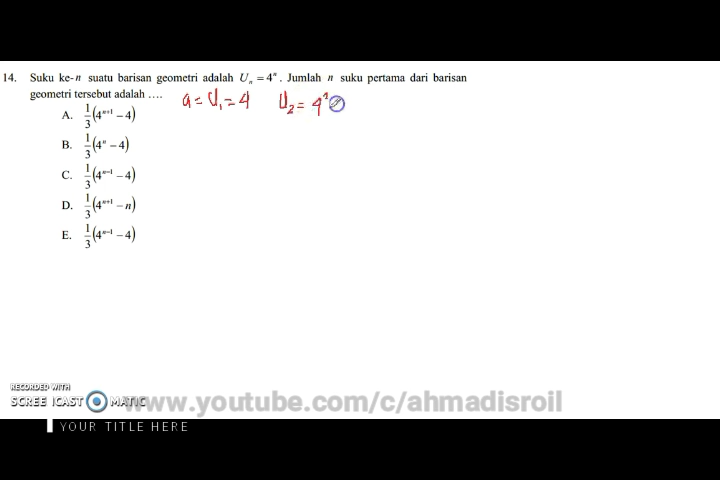 14. Suku ke-n suatu barisan geometri adalah Uₙ = 4ⁿ. Jumlah n suku pertama dari barisan
geometri tersebut adalah ....
a = U₁ = 4 U₂ = 4²
A. 1/3 (4ⁿ⁺¹ – 4)
B. 1/3 (4ⁿ – 4)
C. 1/3 (4ⁿ⁻¹ – 4)
D. 1/3 (4ⁿ⁺¹ – n)
E. 1/3 (4ⁿ⁻¹ – 4)
RECORDED WITH
SCREENCAST MATIC
www.youtube.com/c/ahmadisroil
YOUR TITLE HERE